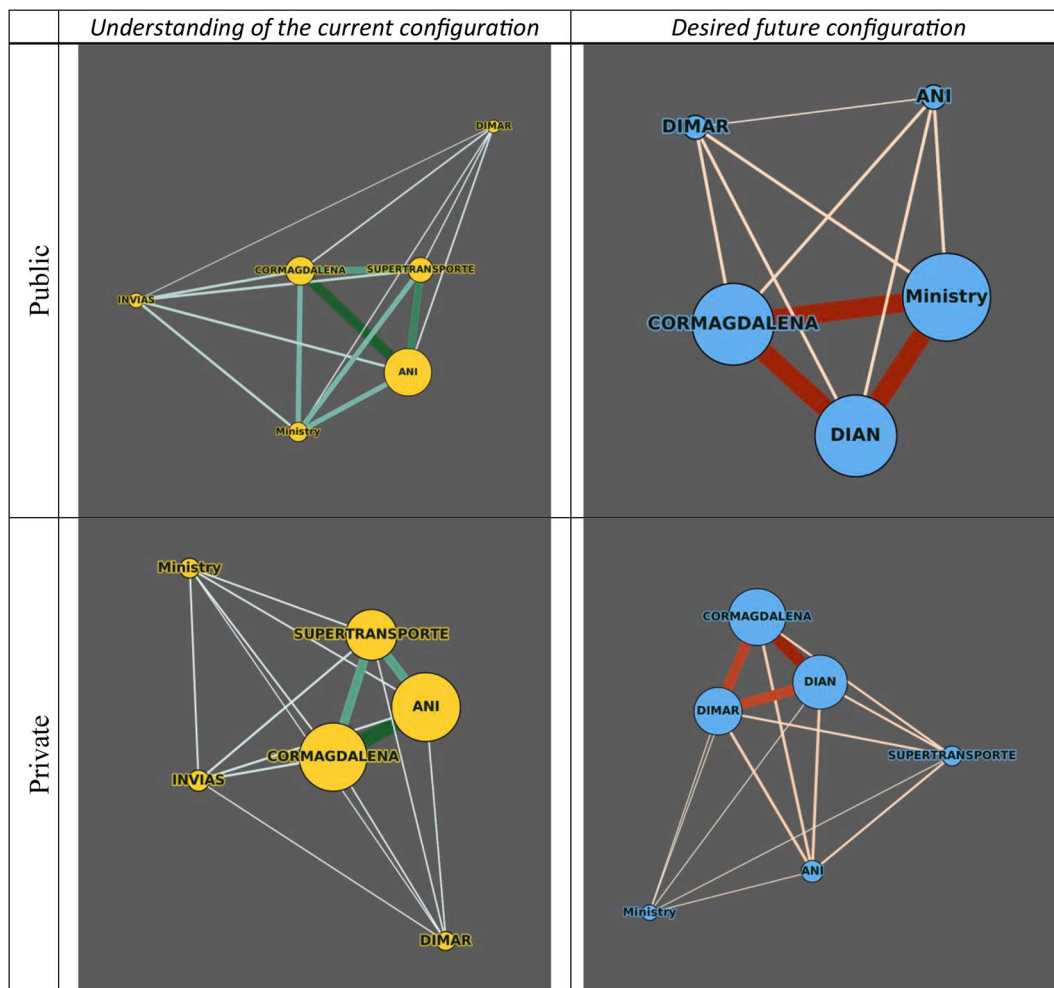 Understanding of the current configuration
Desired future configuration
Public
DIMAR
CORMAGDALENA
SUPERTRANSPORTE
INVIAS
ANI
Ministry
ANI
DIMAR
Ministry
CORMAGDALENA
DIAN
Private
Ministry
SUPERTRANSPORTE
ANI
CORMAGDALENA
INVIAS
DIMAR
CORMAGDALENA
DIAN
DIMAR
SUPERTRANSPORTE
ANI
Ministry